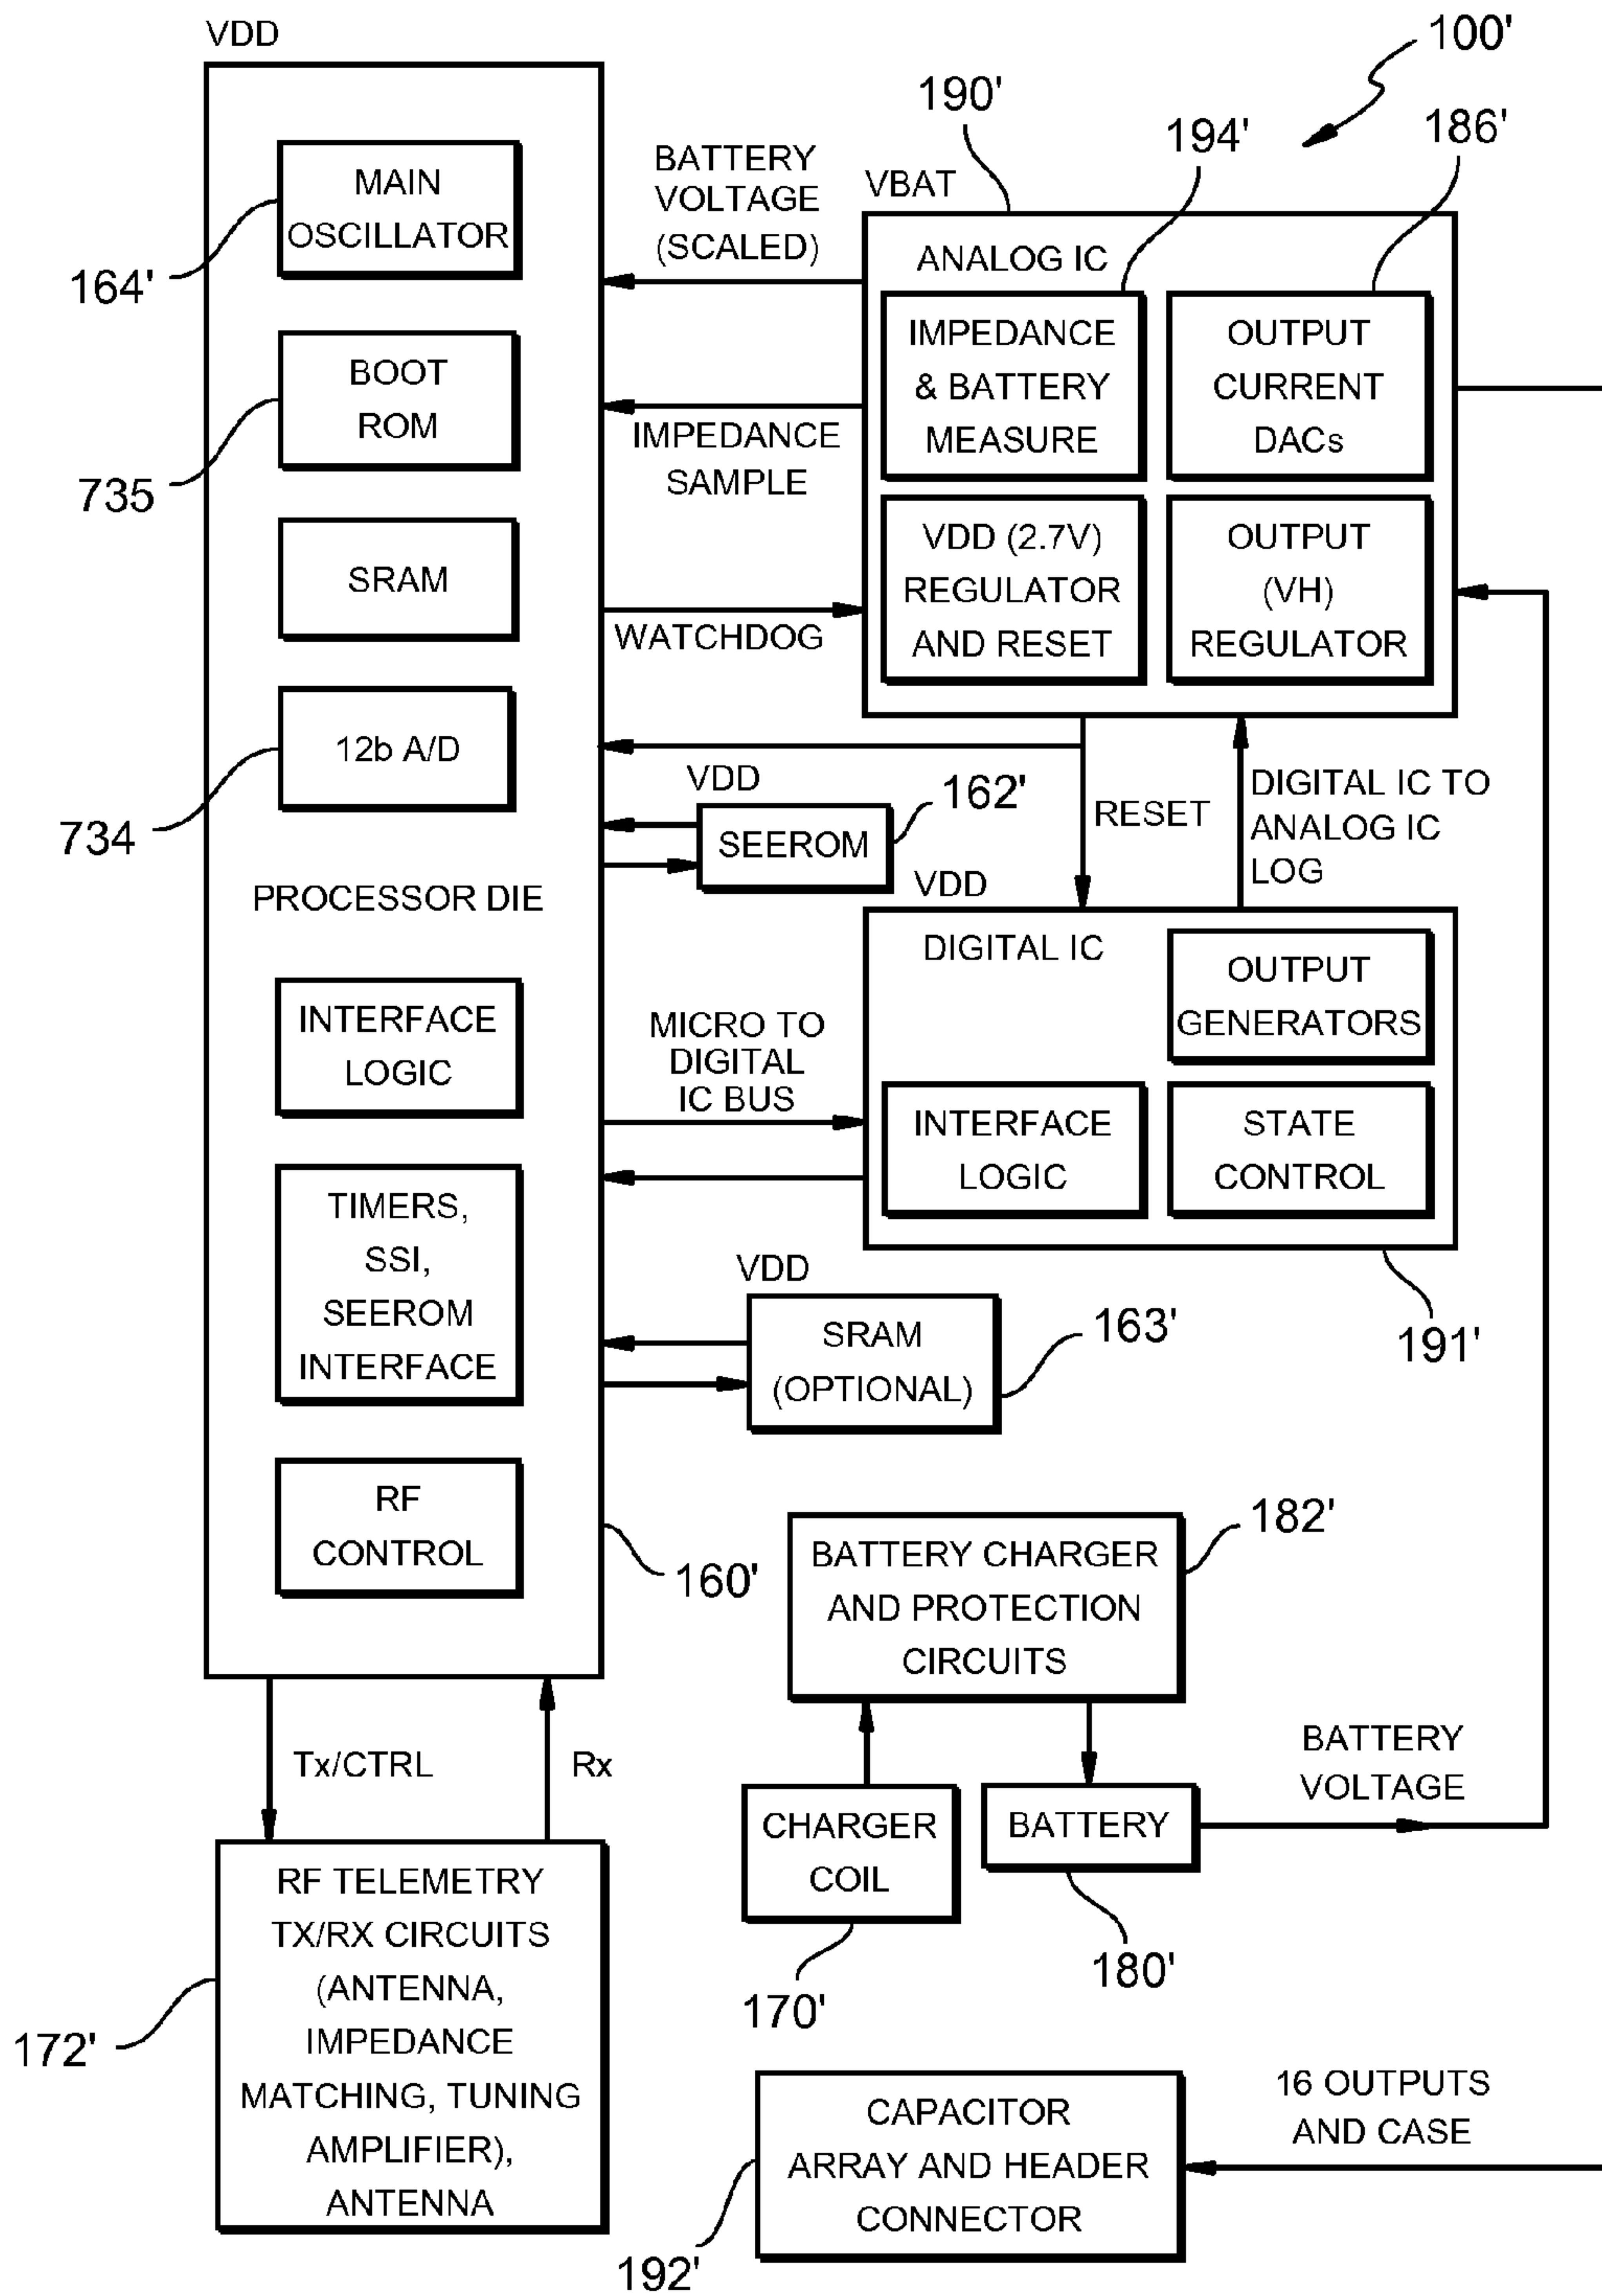 VDD
100'
190'
194'
186'
MAIN
OSCILLATOR
164'
BATTERY
VOLTAGE
(SCALED)
VBAT
ANALOG IC
IMPEDANCE
& BATTERY
MEASURE
OUTPUT
CURRENT
DACs
BOOT
ROM
735
IMPEDANCE
SAMPLE
VDD (2.7V)
REGULATOR
AND RESET
OUTPUT
(VH)
REGULATOR
SRAM
WATCHDOG
12b A/D
734
VDD
SEEROM
162'
RESET
DIGITAL IC TO
ANALOG IC
LOG
PROCESSOR DIE
VDD
DIGITAL IC
OUTPUT
GENERATORS
INTERFACE
LOGIC
MICRO TO
DIGITAL
IC BUS
INTERFACE
LOGIC
STATE
CONTROL
191'
TIMERS,
SSI,
SEEROM
INTERFACE
VDD
SRAM
(OPTIONAL)
163'
RF
CONTROL
160'
BATTERY CHARGER
AND PROTECTION
CIRCUITS
182'
Tx/CTRL
Rx
CHARGER
COIL
170'
BATTERY
180'
BATTERY
VOLTAGE
RF TELEMETRY
TX/RX CIRCUITS
(ANTENNA,
IMPEDANCE
MATCHING, TUNING
AMPLIFIER),
ANTENNA
172'
CAPACITOR
ARRAY AND HEADER
CONNECTOR
192'
16 OUTPUTS
AND CASE